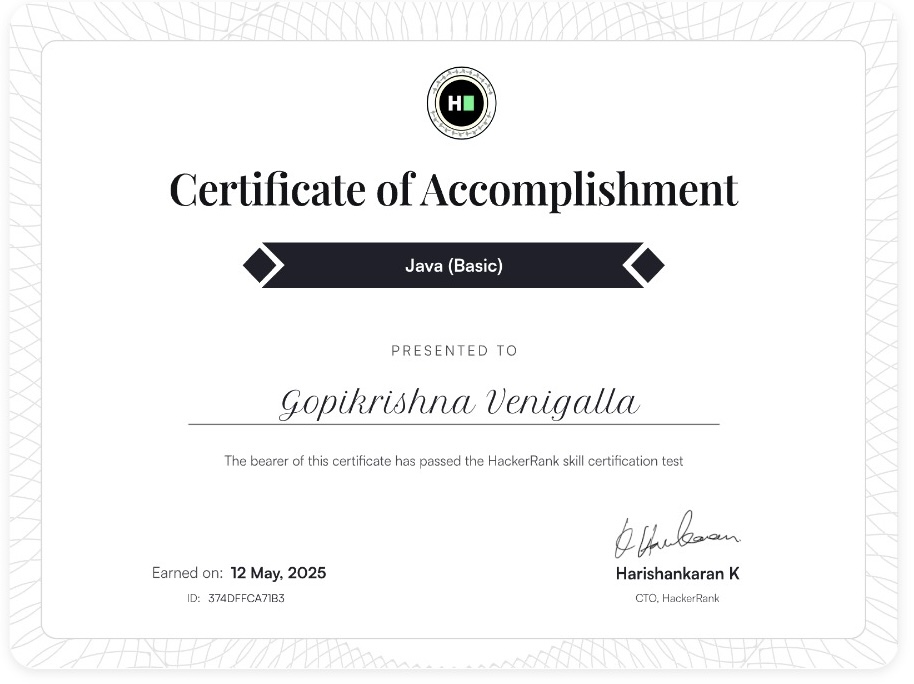 H
Certificate of Accomplishment
Java (Basic)
PRESENTED TO
Gopikrishna Venigalla
The bearer of this certificate has passed the HackerRank skill certification test
Earned on: 12 May, 2025
ID: 374DFFCA71B3
Harishankaran K
CTO, HackerRank